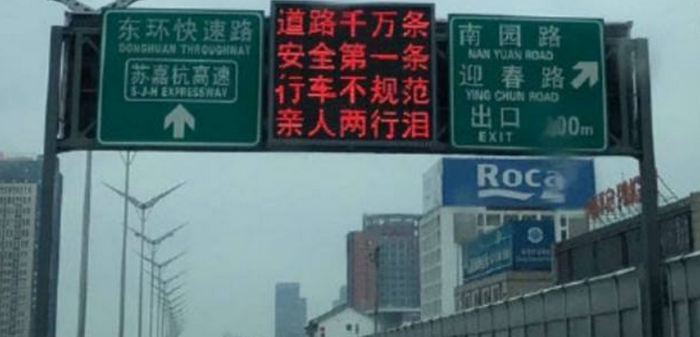 东环快速路
DONGHUAN THROUGHWAY
苏嘉杭高速
S-J-H EXPRESSWAY
道路千万条
安全第一条
行车不规范
亲人两行泪
南园路
NAN YUAN ROAD
迎春路
YING CHUN ROAD
出口
EXIT
00m
Roca